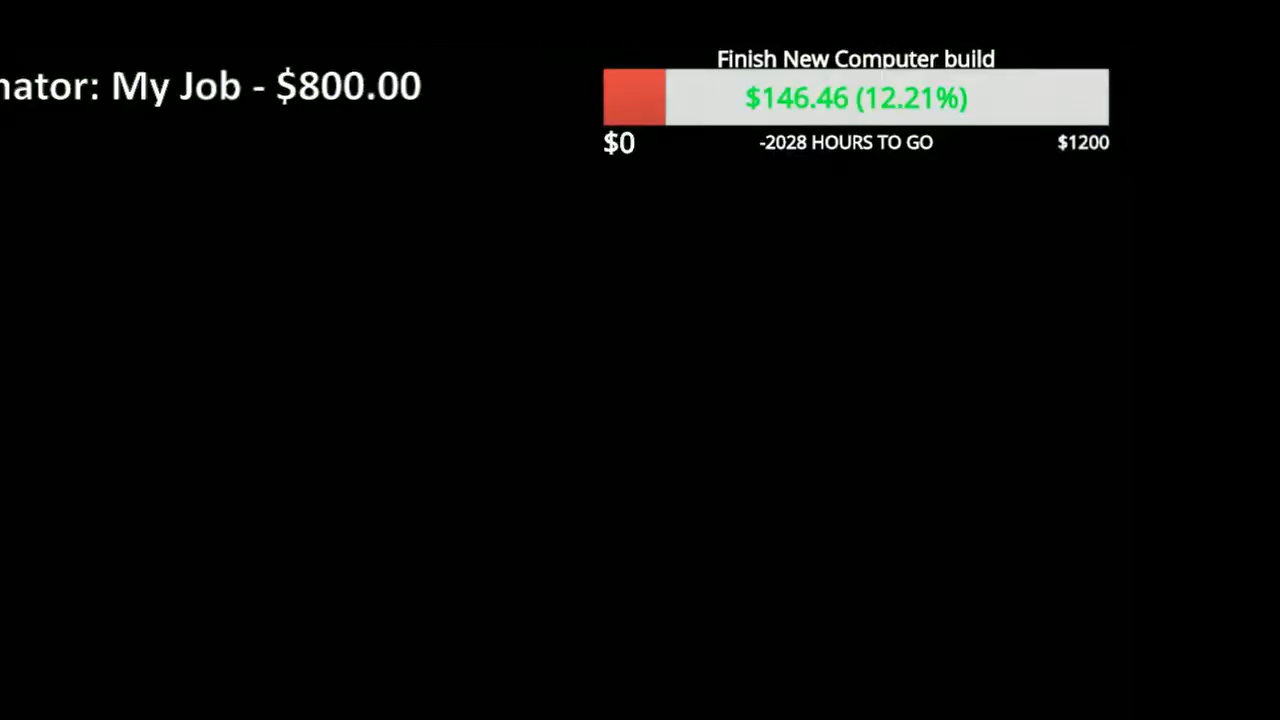 nator: My Job - $800.00
Finish New Computer build
$146.46 (12.21%)
$0
-2028 HOURS TO GO
$1200